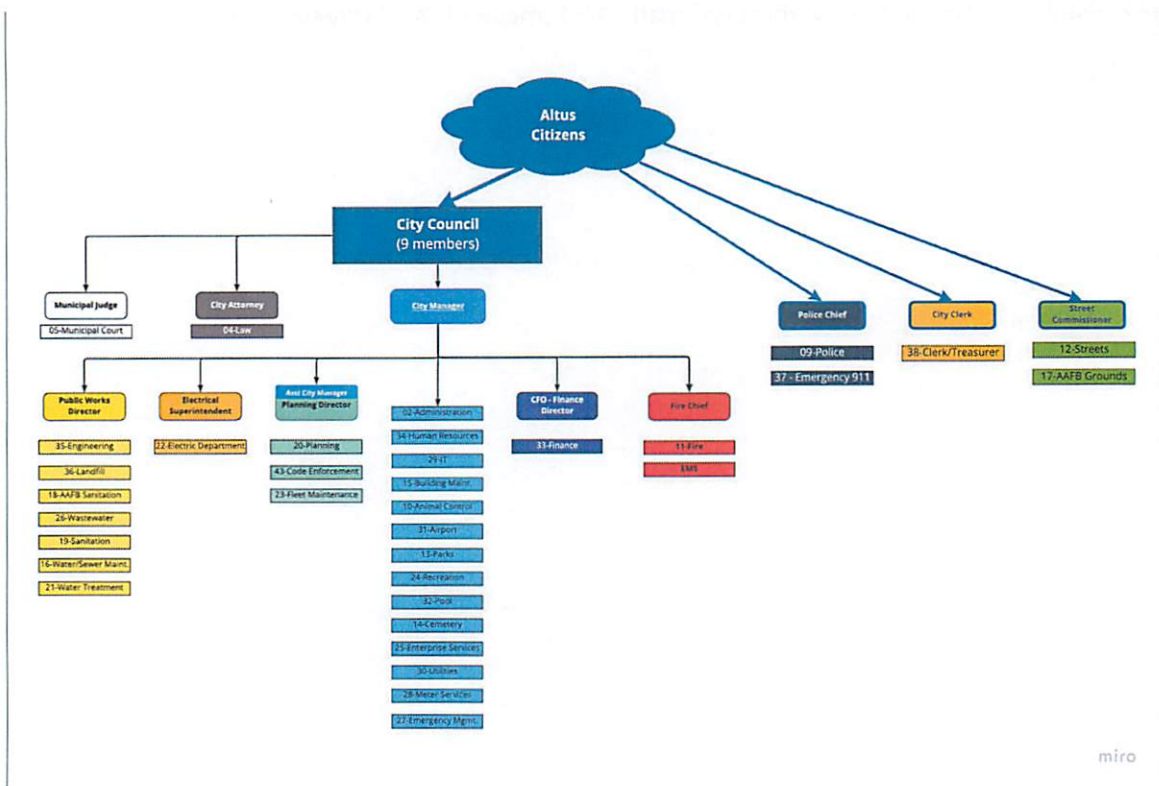 Altus
Citizens
City Council
(9 members)
Municipal Judge
05-Municipal Court
City Attorney
04-Law
City Manager
Police Chief
09-Police
37 - Emergency 911
City Clerk
38-Clerk/Treasurer
Street
Commissioner
12-Streets
17-AAFB Grounds
Public Works
Director
35-Engineering
36-Landfill
18-AAFB Sanitation
26-Wastewater
19-Sanitation
16-Water/Sewer Maint.
21-Water Treatment
Electrical
Superintendent
22-Electric Department
Asst City Manager
Planning Director
20-Planning
43-Code Enforcement
23-Fleet Maintenance
02-Administration
34-Human Resources
29-IT
15-Building Maint.
10-Animal Control
31-Airport
13-Parks
24-Recreation
32-Pool
14-Cemetery
25-Enterprise Services
30-Utilities
28-Meter Services
27-Emergency Mgmt.
CFO - Finance
Director
33-Finance
Fire Chief
11-Fire
EMS
miro